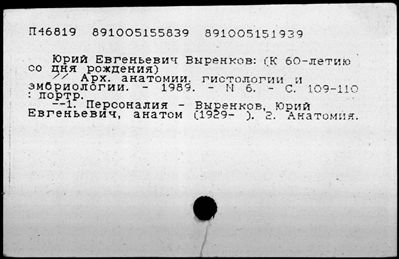 П46819 891005155839 891005151939
Юрий Евгеньевич Выренков: (К 60-летию
со дня рождения)
// Арх. анатомии, гистологии и
эмбриологии. - 1989. - N 6. - С. 109-110
: портр.
--1. Персоналия - Выренков, Юрий
Евгеньевич, анатом (1929- ). 2. Анатомия.